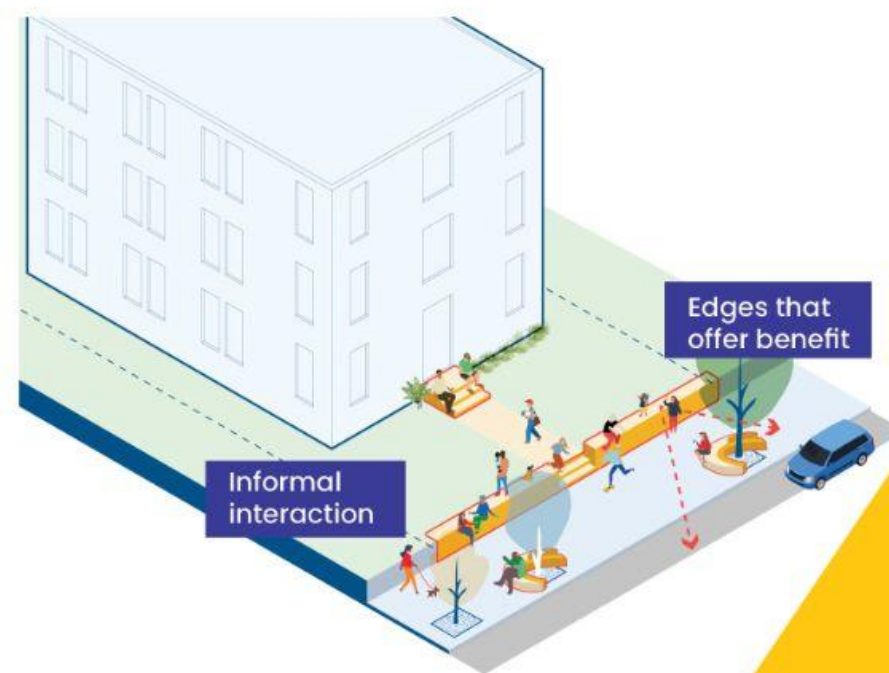 Edges that
offer benefit
Informal
interaction